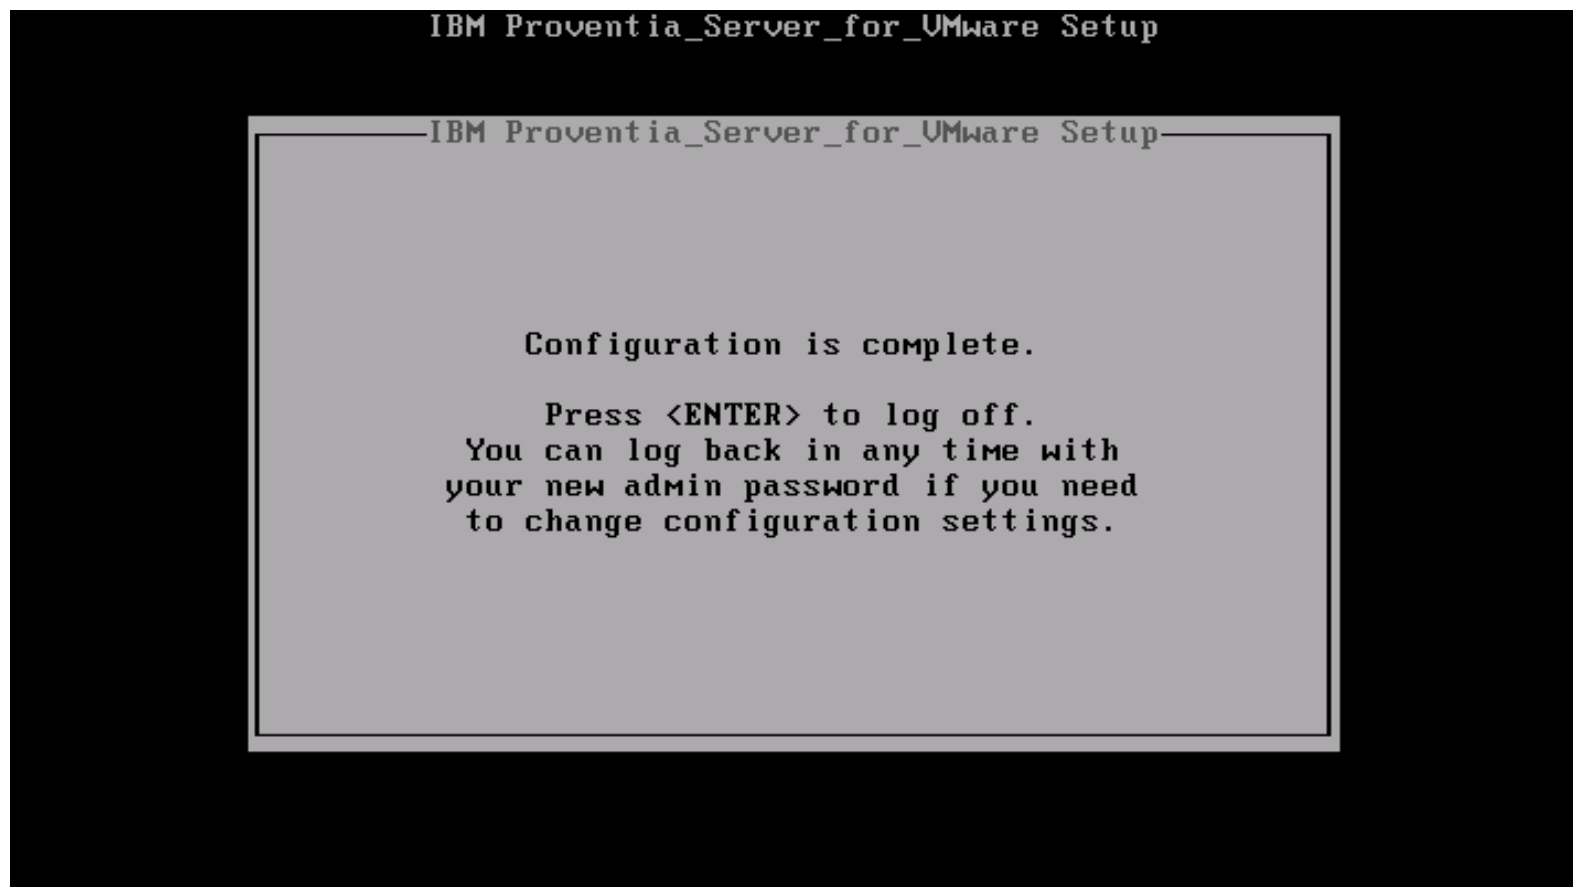 IBM Proventia_Server_for_VMware Setup
IBM Proventia_Server_for_VMware Setup
Configuration is complete.
Press <ENTER> to log off.
You can log back in any time with
your new admin password if you need
to change configuration settings.